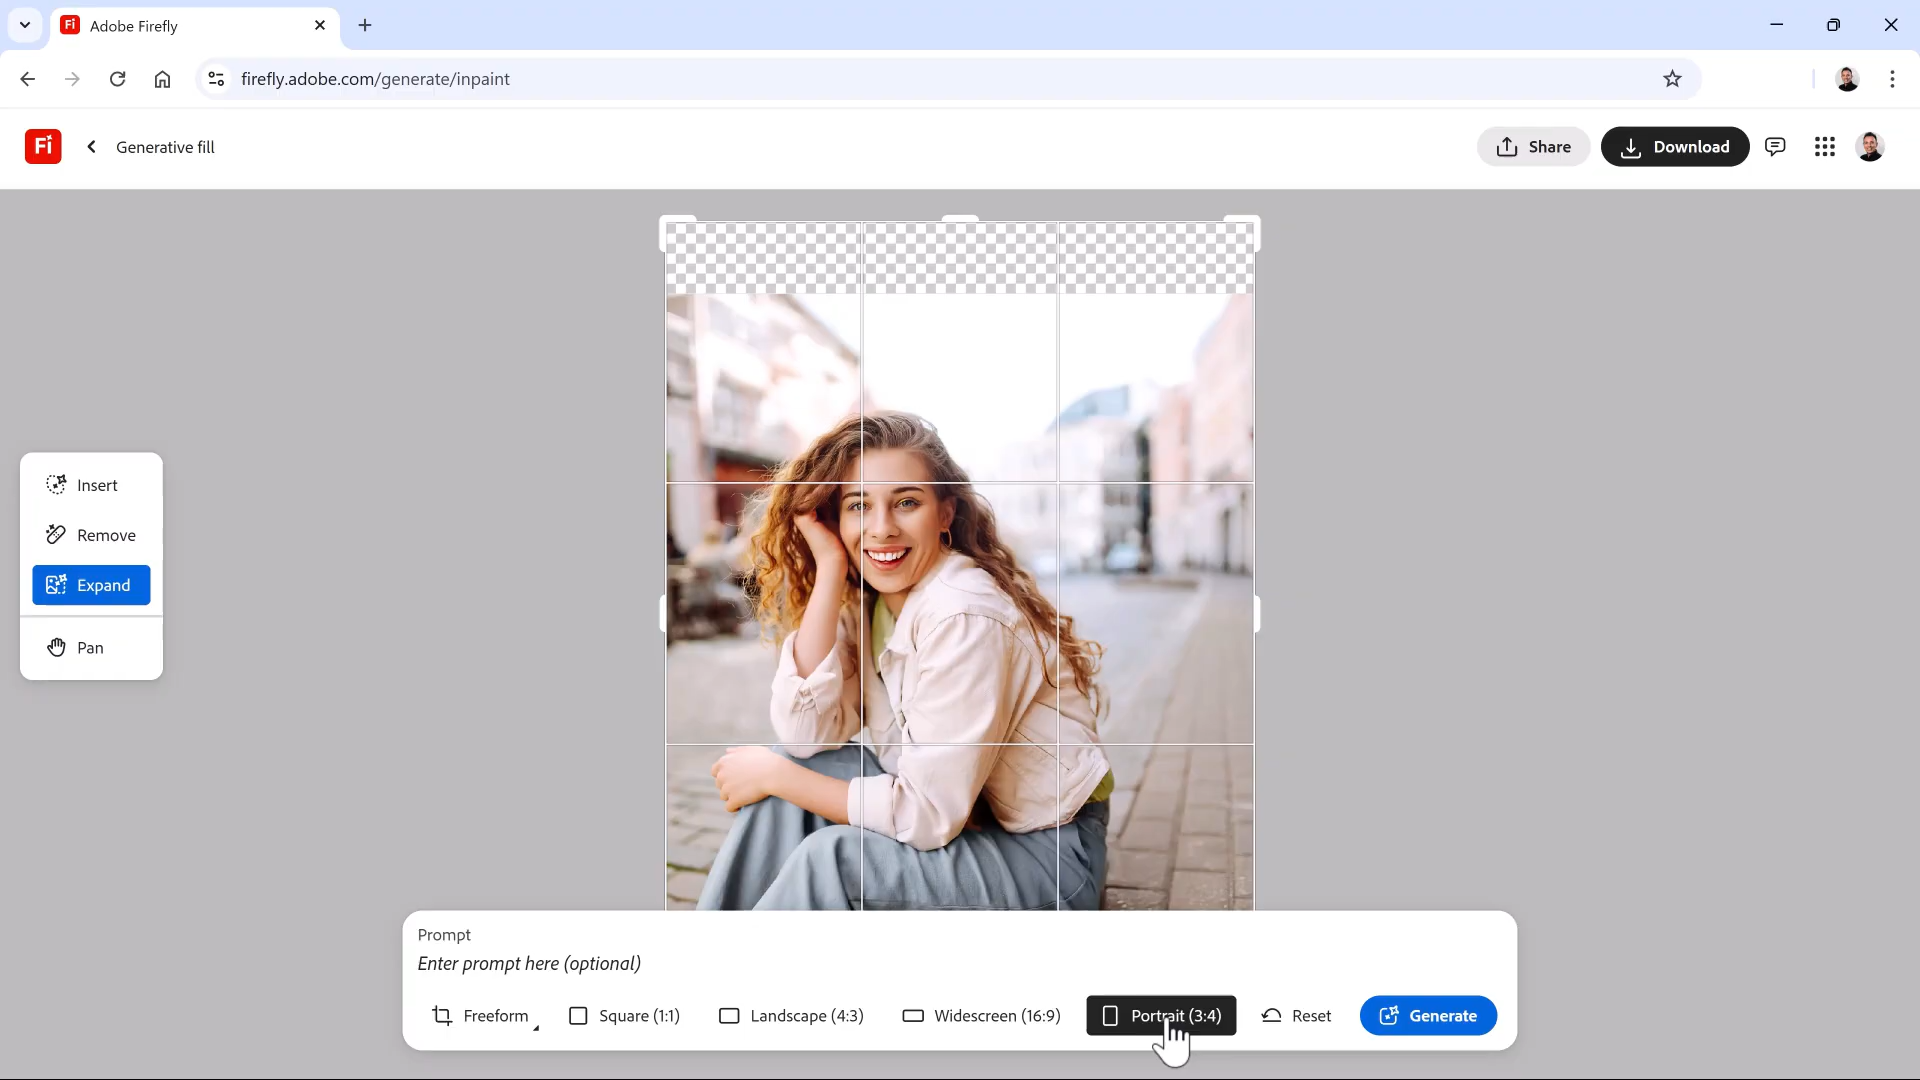 Adobe Firefly
firefly.adobe.com/generate/inpaint
Fi
Generative fill
Share
Download
Insert
Remove
Expand
Pan
Prompt
Enter prompt here (optional)
Freeform
Square (1:1)
Landscape (4:3)
Widescreen (16:9)
Portrait (3:4)
Reset
Generate